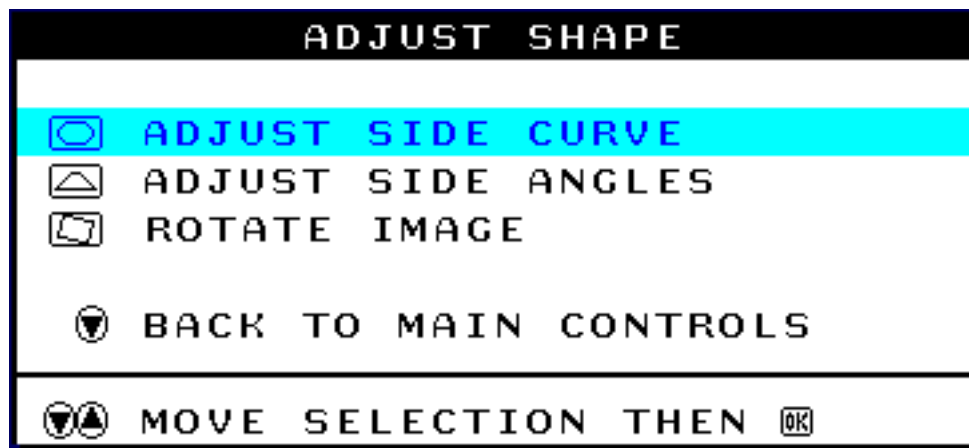 ADJUST SHAPE
ADJUST SIDE CURVE
ADJUST SIDE ANGLES
ROTATE IMAGE
BACK TO MAIN CONTROLS
MOVE SELECTION THEN OK